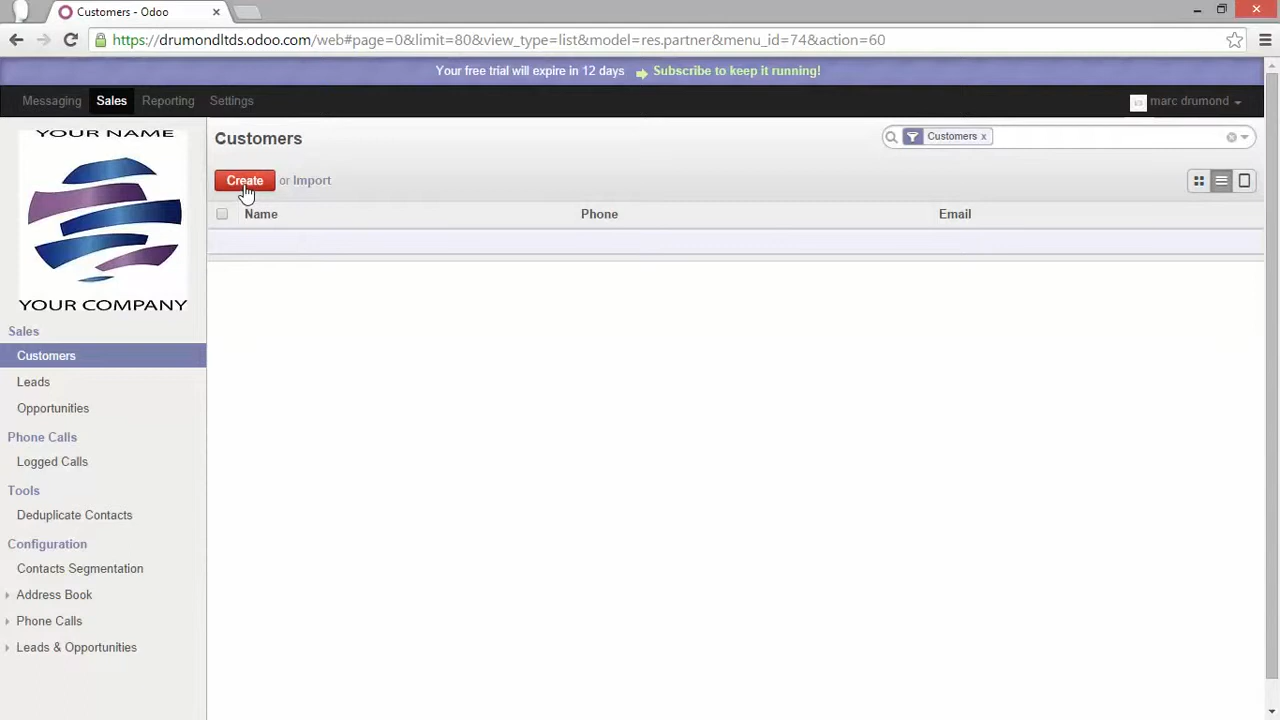 Customers - Odoo
https://drumondltds.odoo.com/web#page=0&limit=80&view_type=list&model=res.partner&menu_id=74&action=60
Your free trial will expire in 12 days Subscribe to keep it running!
Messaging Sales Reporting Settings marc drumond
YOUR NAME
YOUR COMPANY
Sales
Customers
Leads
Opportunities
Phone Calls
Logged Calls
Tools
Deduplicate Contacts
Configuration
Contacts Segmentation
Address Book
Phone Calls
Leads & Opportunities
Customers
Customers x
Create or Import
Name Phone Email